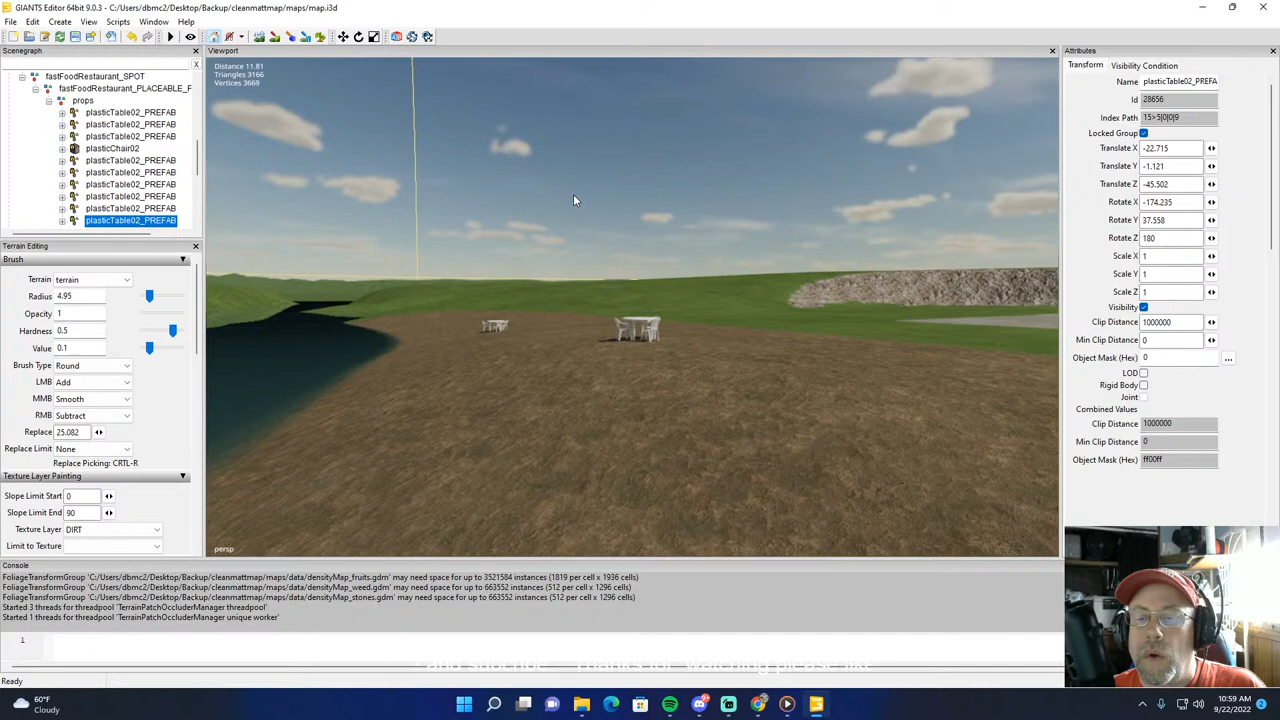 GIANTS Editor 64bit 9.0.3 - C:/Users/dbmc2/Desktop/Backup/cleanmattmap/maps/map.i3d
File Edit Create View Scripts Window Help
Scenegraph
X
fastFoodRestaurant_SPOT
fastFoodRestaurant_PLACEABLE_F
props
plasticTable02_PREFAB
plasticTable02_PREFAB
plasticTable02_PREFAB
plasticChair02
plasticTable02_PREFAB
plasticTable02_PREFAB
plasticTable02_PREFAB
plasticTable02_PREFAB
plasticTable02_PREFAB
plasticTable02_PREFAB
Terrain Editing
Brush
Terrain terrain
Radius 4.95
Opacity 1
Hardness 0.5
Value 0.1
Brush Type Round
LMB Add
MMB Smooth
RMB Subtract
Replace 25.082
Replace Limit None
Replace Picking: CRTL-R
Texture Layer Painting
Slope Limit Start 0
Slope Limit End 90
Texture Layer DIRT
Limit to Texture
Viewport
Distance 11.81
Triangles 3166
Vertices 3669
persp
Attributes
Transform Visibility Condition
Name plasticTable02_PREFA
Id 28656
Index Path 15>5|0|0|9
Locked Group
Translate X -22.715
Translate Y -1.121
Translate Z -45.502
Rotate X -174.235
Rotate Y 37.558
Rotate Z 180
Scale X 1
Scale Y 1
Scale Z 1
Visibility
Clip Distance 1000000
Min Clip Distance 0
Object Mask (Hex) 0 ...
LOD
Rigid Body
Joint
Combined Values
Clip Distance 1000000
Min Clip Distance 0
Object Mask (Hex) ff00ff
Console
FoliageTransformGroup 'C:/Users/dbmc2/Desktop/Backup/cleanmattmap/maps/data/densityMap_fruits.gdm' may need space for up to 3521584 instances (1819 per cell x 1936 cells)
FoliageTransformGroup 'C:/Users/dbmc2/Desktop/Backup/cleanmattmap/maps/data/densityMap_weed.gdm' may need space for up to 663552 instances (512 per cell x 1296 cells)
FoliageTransformGroup 'C:/Users/dbmc2/Desktop/Backup/cleanmattmap/maps/data/densityMap_stones.gdm' may need space for up to 663552 instances (512 per cell x 1296 cells)
Started 3 threads for threadpool 'TerrainPatchOccluderManager threadpool'
Started 1 threads for threadpool 'TerrainPatchOccluderManager unique worker'
1
Thanks for watching please like
Ready
60°F
Cloudy
10:59 AM
9/22/2022